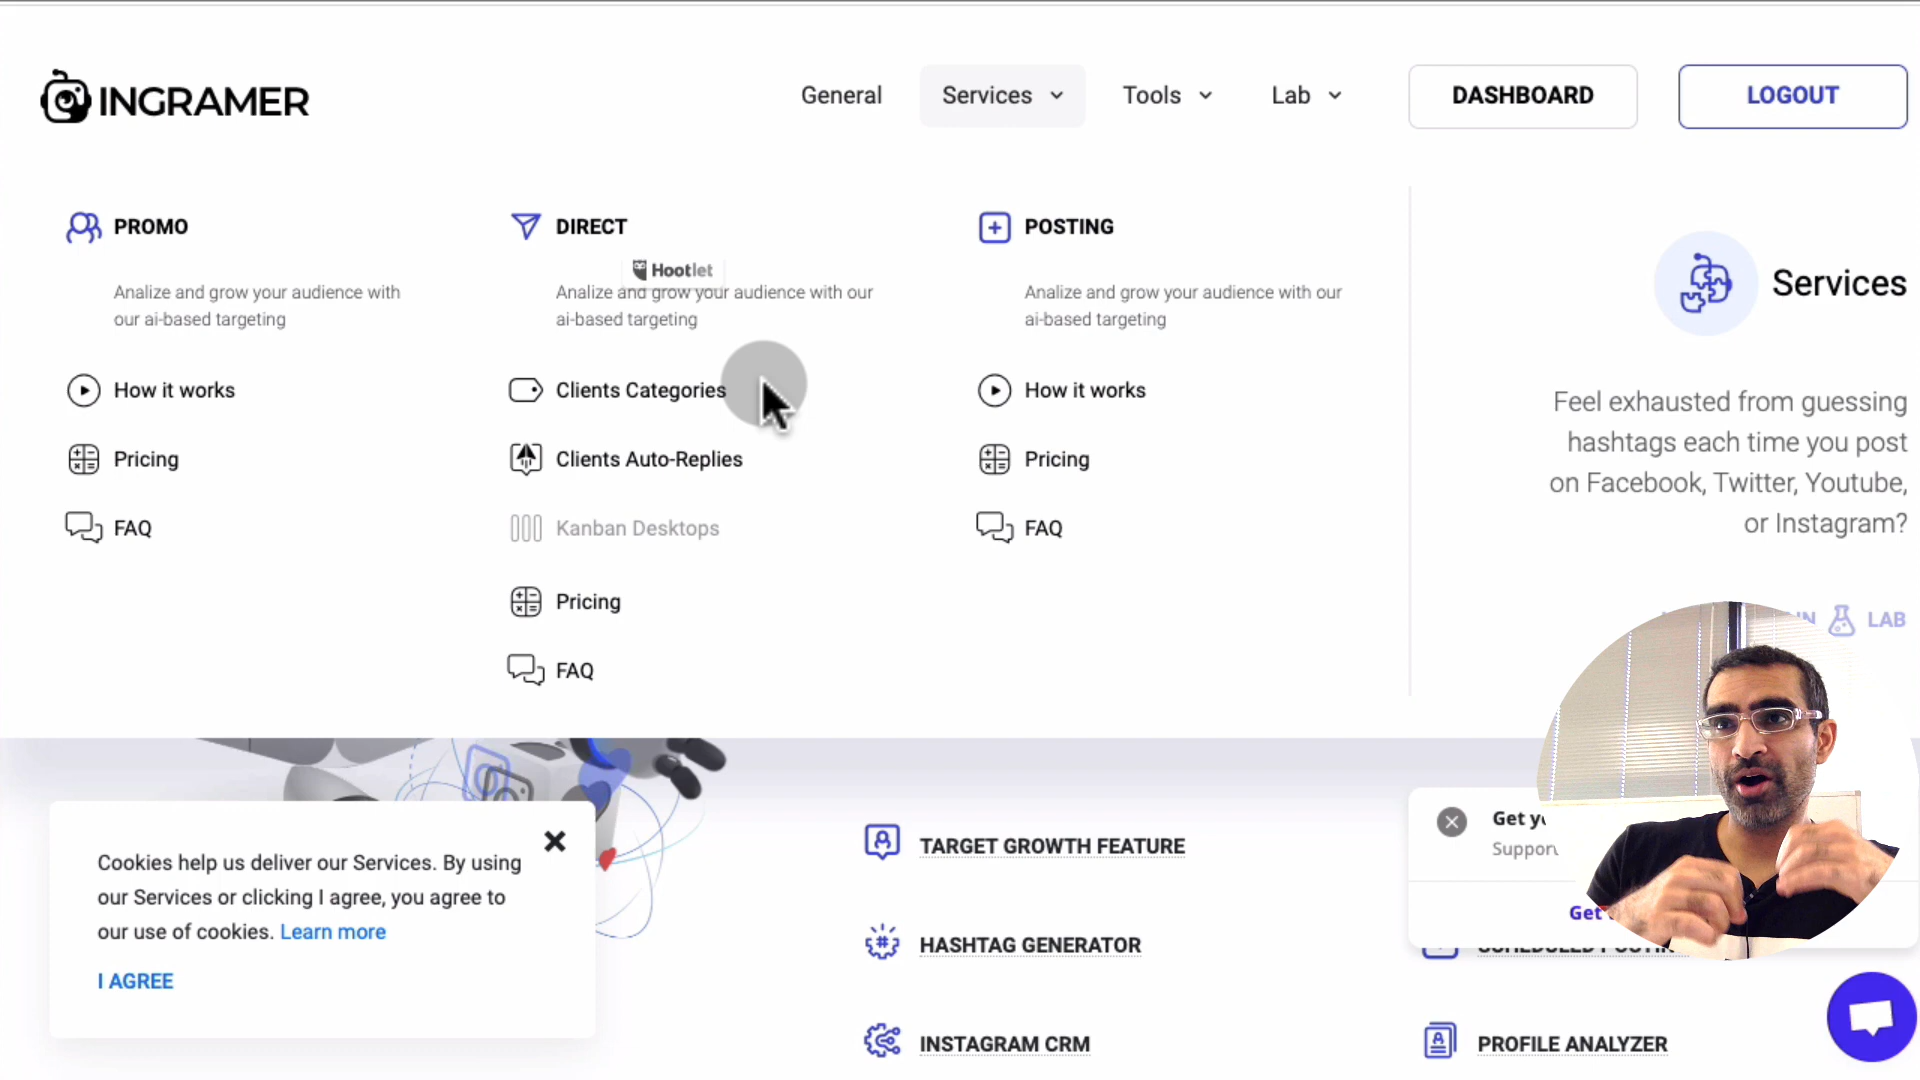 INGRAMER
General
Services
Tools
Lab
DASHBOARD
LOGOUT
PROMO
Analize and grow your audience with
our ai-based targeting
How it works
Pricing
FAQ
DIRECT
Hootlet
Analize and grow your audience with our
ai-based targeting
Clients Categories
Clients Auto-Replies
Kanban Desktops
Pricing
FAQ
POSTING
Analize and grow your audience with our
ai-based targeting
How it works
Pricing
FAQ
Services
Feel exhausted from guessing
hashtags each time you post
on Facebook, Twitter, Youtube,
or Instagram?
LAB
Cookies help us deliver our Services. By using
our Services or clicking I agree, you agree to
our use of cookies. Learn more
I AGREE
TARGET GROWTH FEATURE
HASHTAG GENERATOR
INSTAGRAM CRM
Get
Get
PROFILE ANALYZER